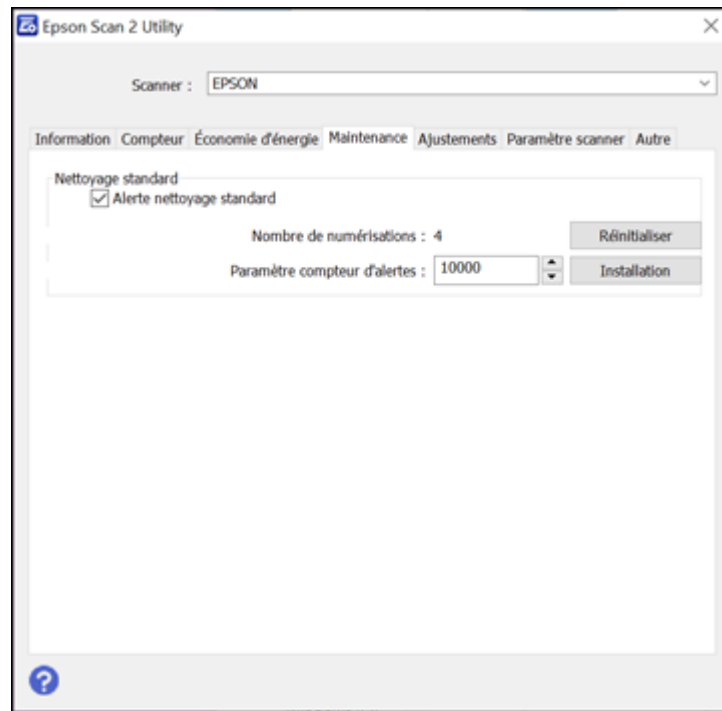 Epson Scan 2 Utility
Scanner : EPSON
Information Compteur Économie d'énergie Maintenance Ajustements Paramètre scanner Autre
Nettoyage standard
Alerte nettoyage standard
Nombre de numérisations : 4 Réinitialiser
Paramètre compteur d'alertes : 10000 Installation
?